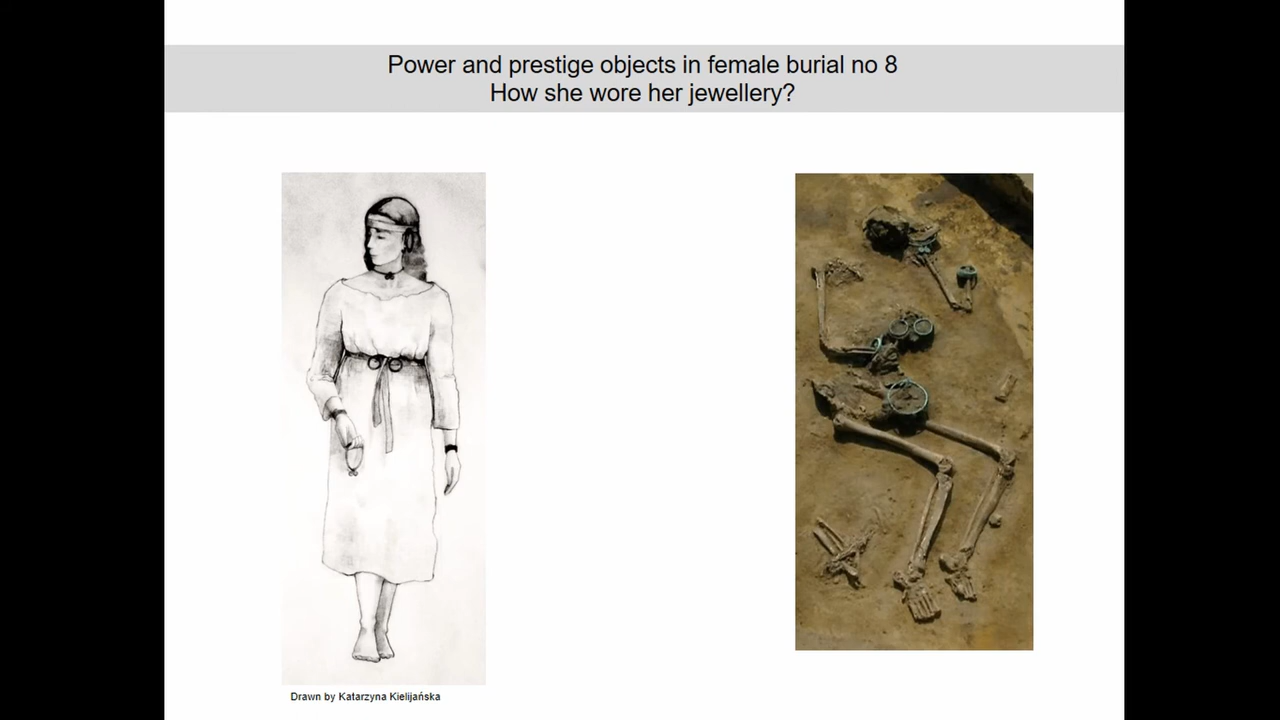 Power and prestige objects in female burial no 8
How she wore her jewellery?
Drawn by Katarzyna Kielijańska